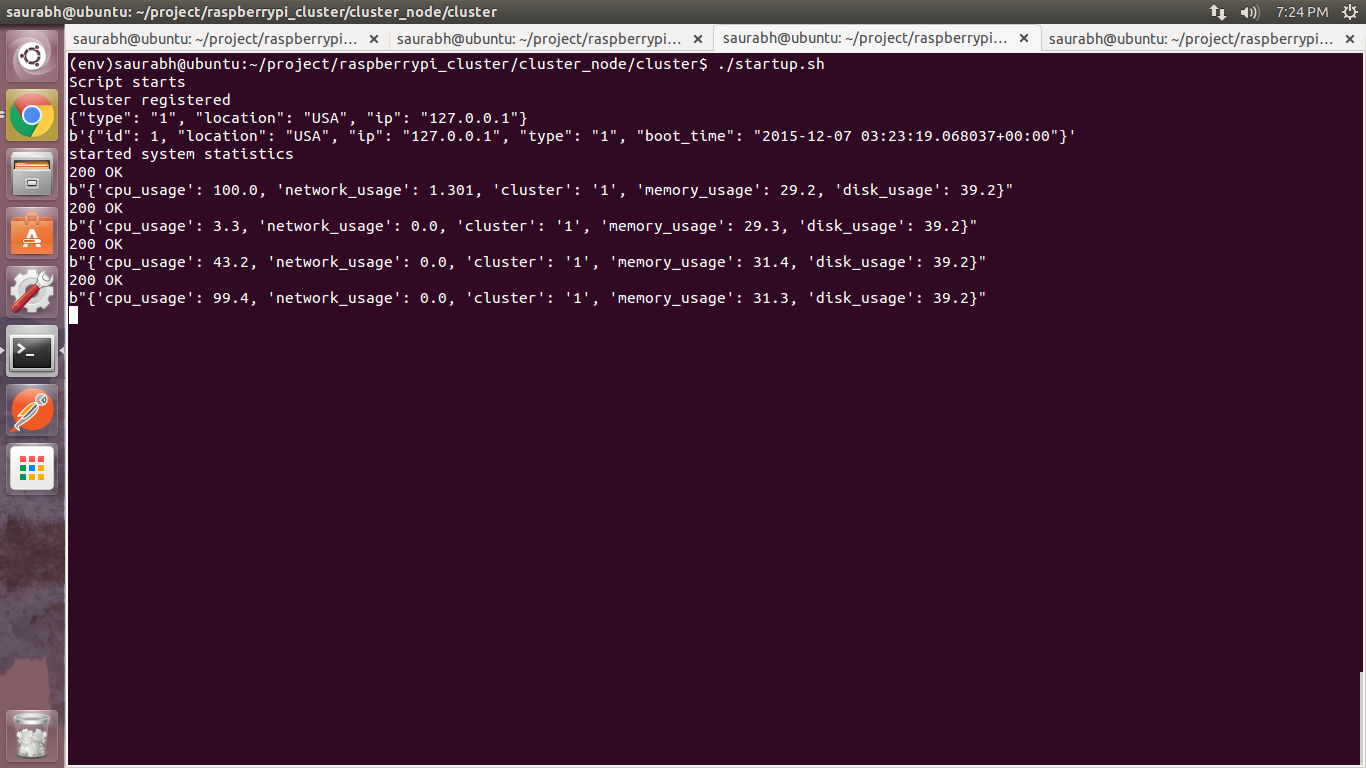 saurabh@ubuntu: ~/project/raspberrypi_cluster/cluster_node/cluster
7:24 PM
saurabh@ubuntu: ~/project/raspberrypi... ×
saurabh@ubuntu: ~/project/raspberrypi... ×
saurabh@ubuntu: ~/project/raspberrypi... ×
saurabh@ubuntu: ~/project/raspberrypi... ×
(env)saurabh@ubuntu:~/project/raspberrypi_cluster/cluster_node/cluster$ ./startup.sh
Script starts
cluster registered
{"type": "1", "location": "USA", "ip": "127.0.0.1"}
b'{"id": 1, "location": "USA", "ip": "127.0.0.1", "type": "1", "boot_time": "2015-12-07 03:23:19.068037+00:00"}'
started system statistics
200 OK
b"{'cpu_usage': 100.0, 'network_usage': 1.301, 'cluster': '1', 'memory_usage': 29.2, 'disk_usage': 39.2}"
200 OK
b"{'cpu_usage': 3.3, 'network_usage': 0.0, 'cluster': '1', 'memory_usage': 29.3, 'disk_usage': 39.2}"
200 OK
b"{'cpu_usage': 43.2, 'network_usage': 0.0, 'cluster': '1', 'memory_usage': 31.4, 'disk_usage': 39.2}"
200 OK
b"{'cpu_usage': 99.4, 'network_usage': 0.0, 'cluster': '1', 'memory_usage': 31.3, 'disk_usage': 39.2}"